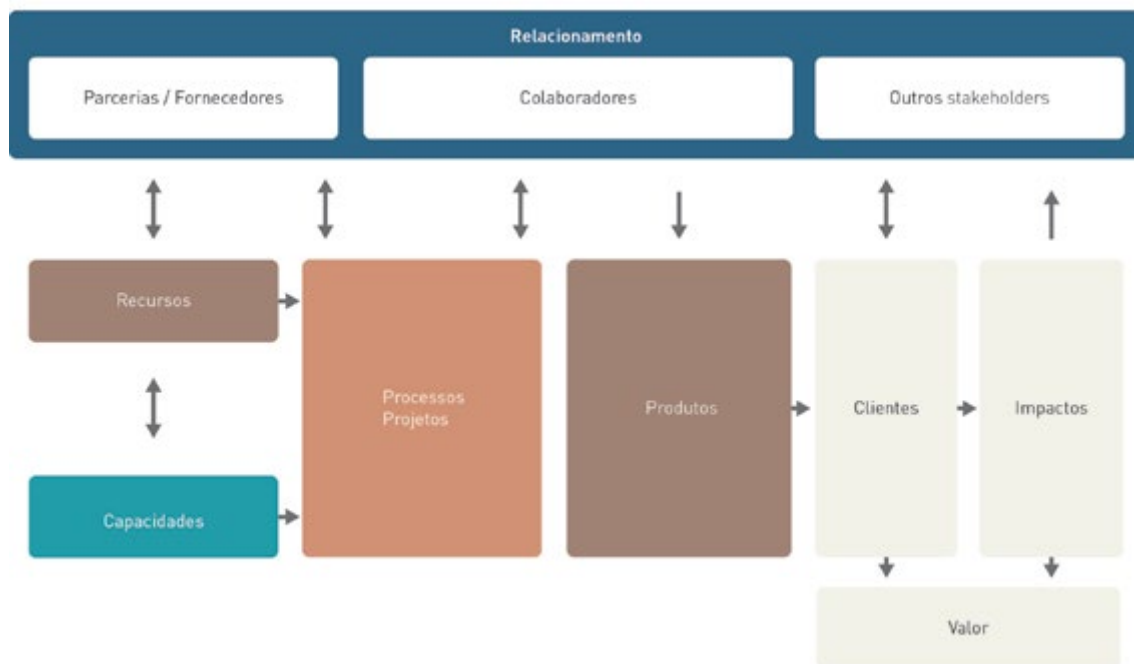 Relacionamento
Parcerias / Fornecedores
Colaboradores
Outros stakeholders
Recursos
Processos
Projetos
Produtos
Clientes
Impactos
Capacidades
Valor